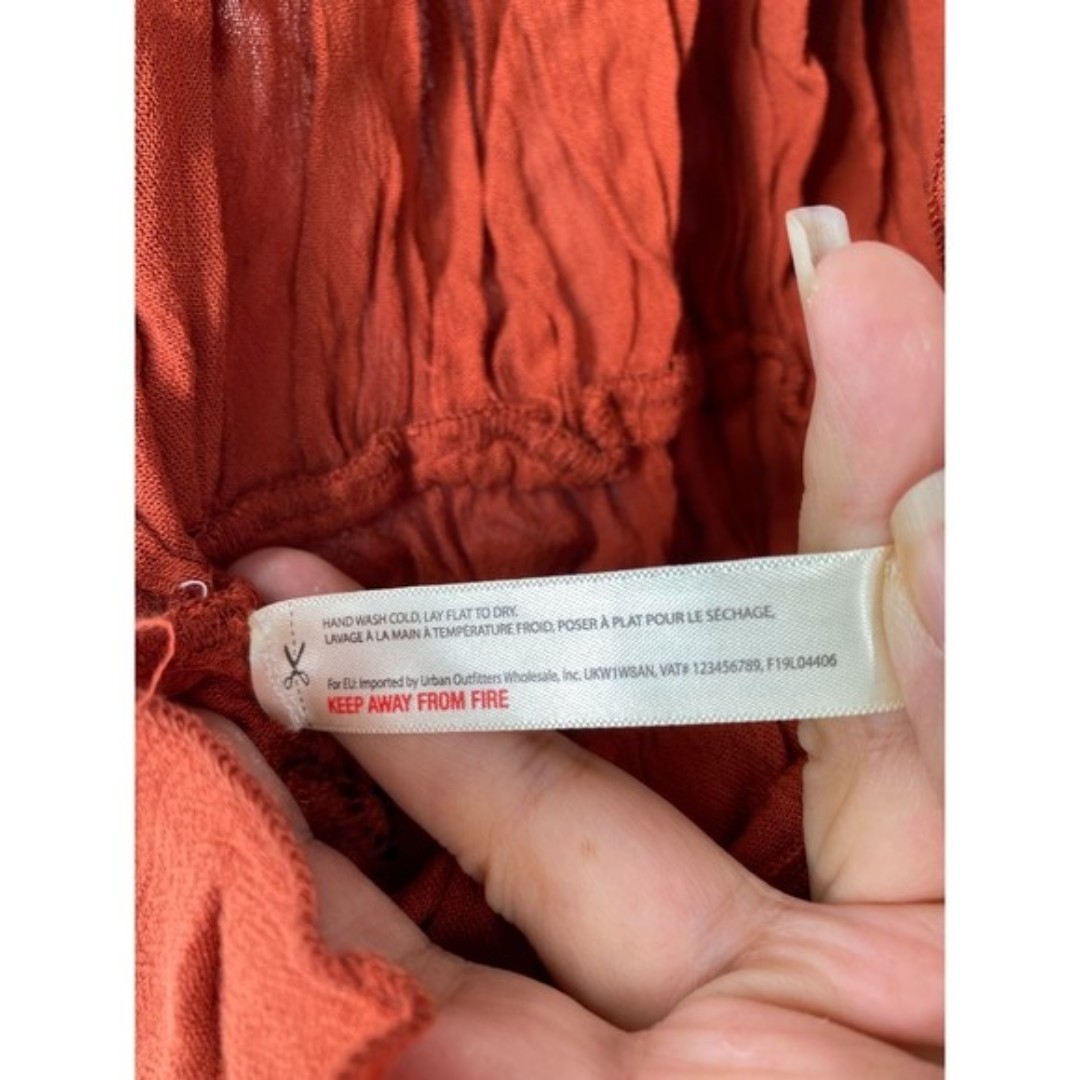 HAND WASH COLD, LAY FLAT TO DRY.
LAVAGE À LA MAIN À TEMPÉRATURE FROID, POSER À PLAT POUR LE SÉCHAGE,
For EU: Imported by Urban Outfitters Wholesale, Inc. UKW1W8AN, VAT# 123456789, F19L04406
KEEP AWAY FROM FIRE